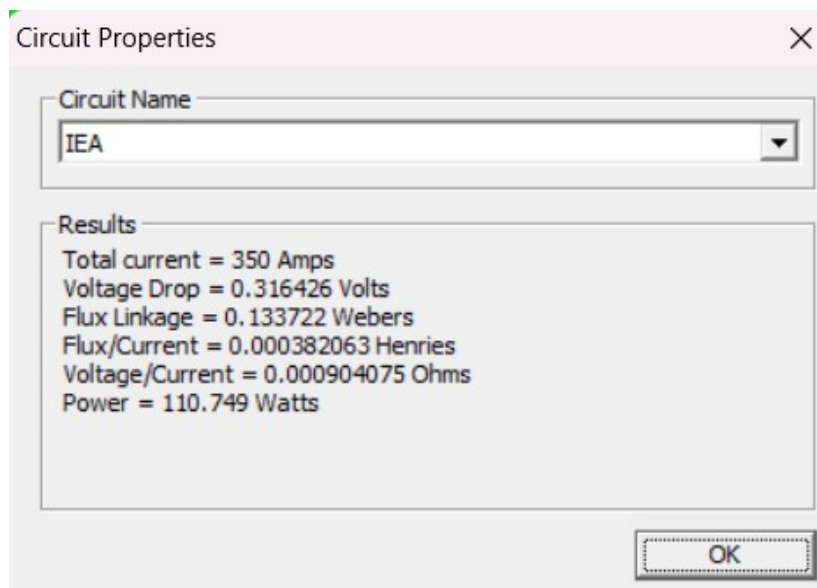 Circuit Properties
Circuit Name
IEA
Results
Total current = 350 Amps
Voltage Drop = 0.316426 Volts
Flux Linkage = 0.133722 Webers
Flux/Current = 0.000382063 Henries
Voltage/Current = 0.000904075 Ohms
Power = 110.749 Watts
OK